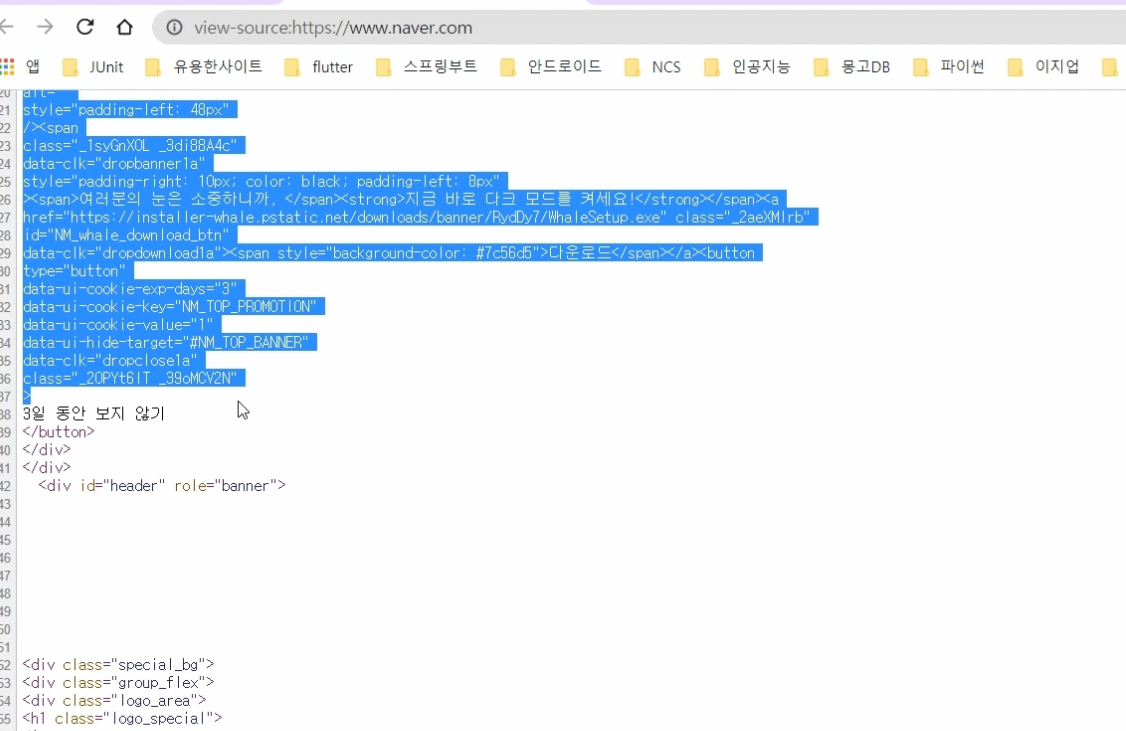 view-source:https://www.naver.com
앱 JUnit 유용한사이트 flutter 스프링부트 안드로이드 NCS 인공지능 몽고DB 파이썬 이지업
20 alt=""
21 style="padding-left: 48px"
22 /><span
23 class="_1syGnXOL _3di88A4c"
24 data-clk="dropbanner1a"
25 style="padding-right: 10px; color: black; padding-left: 8px"
26 ><span>여러분의 눈은 소중하니까, </span><strong>지금 바로 다크 모드를 켜세요!</strong></span><a
27 href="https://installer-whale.pstatic.net/downloads/banner/RydDy7/WhaleSetup.exe" class="_2aeXMlrb"
28 id="NM_whale_download_btn"
29 data-clk="dropdownload1a"><span style="background-color: #7c56d5">다운로드</span></a><button
30 type="button"
31 data-ui-cookie-exp-days="3"
32 data-ui-cookie-key="NM_TOP_PROMOTION"
33 data-ui-cookie-value="1"
34 data-ui-hide-target="#NM_TOP_BANNER"
35 data-clk="dropclose1a"
36 class="_2OPYt6lT _39oMCV2N"
37 >
38 3일 동안 보지 않기
39 </button>
40 </div>
41 </div>
42 <div id="header" role="banner">
43
44
45
46
47
48
49
50
51
52 <div class="special_bg">
53 <div class="group_flex">
54 <div class="logo_area">
55 <h1 class="logo_special">